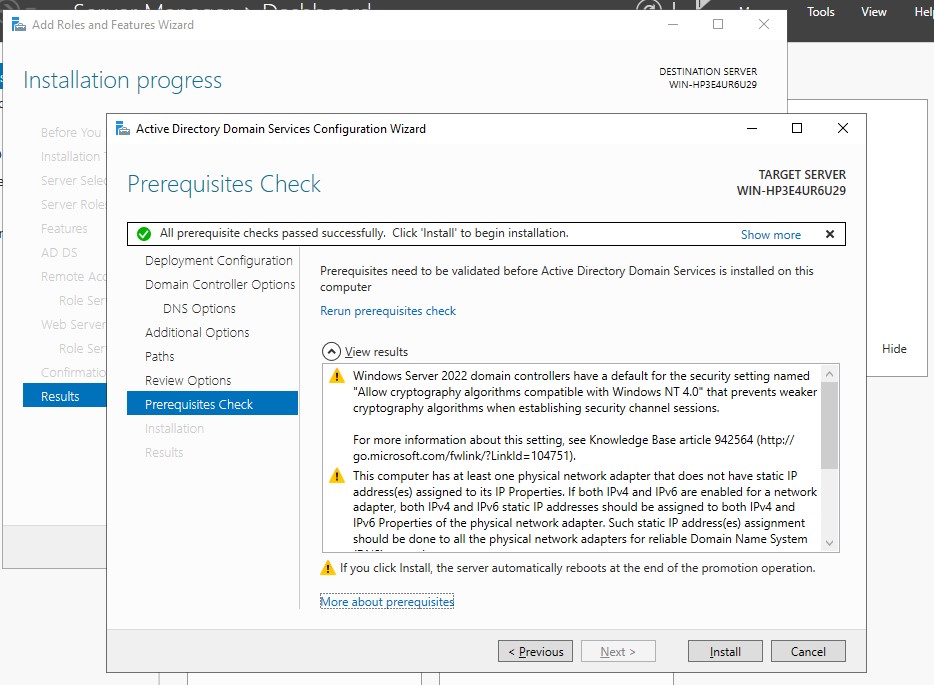 Server Manager
Dashboard
Tools
View
Add Roles and Features Wizard
Installation progress
DESTINATION SERVER
WIN-HP3E4UR6U29
Before You
Installation
Server
Server
Features
AD DS
Remote
Role
Web Server
Role
Results
Hide
Active Directory Domain Services Configuration Wizard
Prerequisites Check
TARGET SERVER
WIN-HP3E4UR6U29
All prerequisite checks passed successfully. Click 'Install' to begin installation.
Show more
Deployment Configuration
Domain Controller Options
DNS Options
Additional Options
Paths
Review Options
Prerequisites Check
Installation
Results
Prerequisites need to be validated before Active Directory Domain Services is installed on this
computer
Rerun prerequisites check
View results
Windows Server 2022 domain controllers have a default for the security setting named
"Allow cryptography algorithms compatible with Windows NT 4.0" that prevents weaker
cryptography algorithms when establishing security channel sessions.
For more information about this setting, see Knowledge Base article 942564 (http://
go.microsoft.com/fwlink/?LinkId=104751).
This computer has at least one physical network adapter that does not have static IP
address(es) assigned to its IP Properties. If both IPv4 and IPv6 are enabled for a network
adapter, both IPv4 and IPv6 static IP addresses should be assigned to both IPv4 and
IPv6 Properties of the physical network adapter. Such static IP address(es) assignment
should be done to all the physical network adapters for reliable Domain Name System
If you click Install, the server automatically reboots at the end of the promotion operation.
More about prerequisites
< Previous
Next >
Install
Cancel